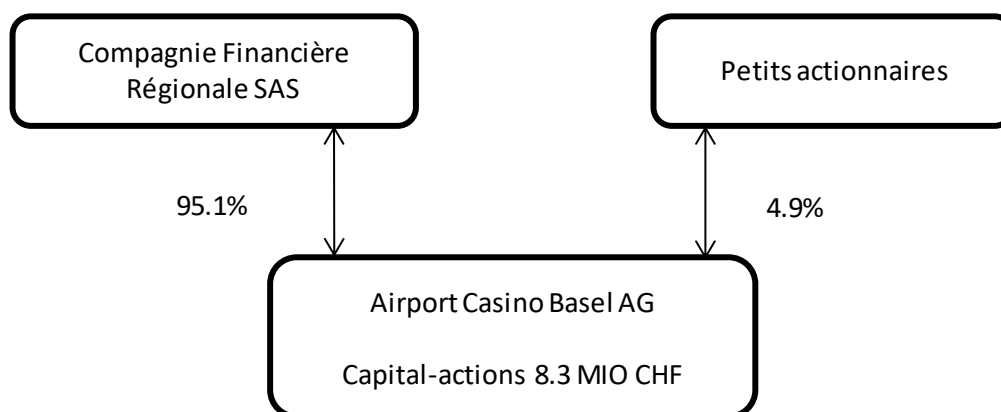 Compagnie Financière
Régionale SAS
Petits actionnaires
95.1%
4.9%
Airport Casino Basel AG
Capital-actions 8.3 MIO CHF